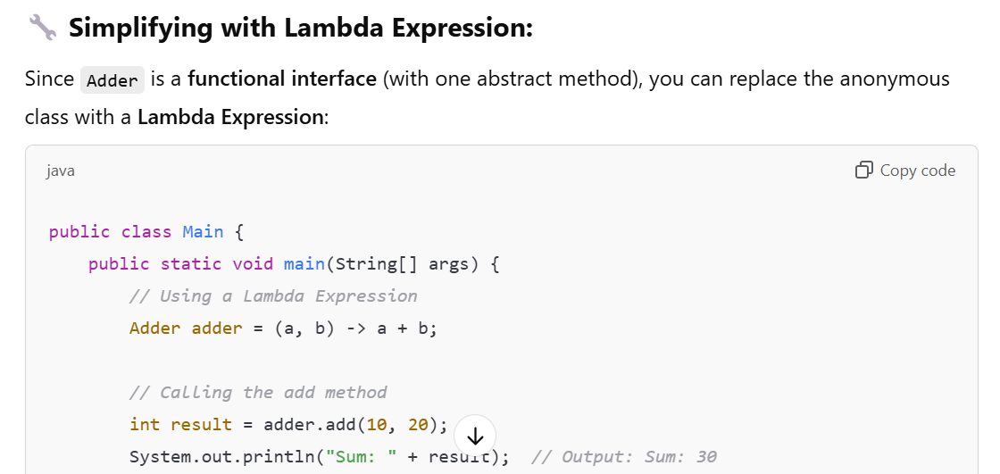 Simplifying with Lambda Expression:
Since Adder is a functional interface (with one abstract method), you can replace the anonymous
class with a Lambda Expression:
java Copy code
public class Main {
    public static void main(String[] args) {
        // Using a Lambda Expression
        Adder adder = (a, b) -> a + b;
        // Calling the add method
        int result = adder.add(10, 20);
        System.out.println("Sum: " + result);  // Output: Sum: 30